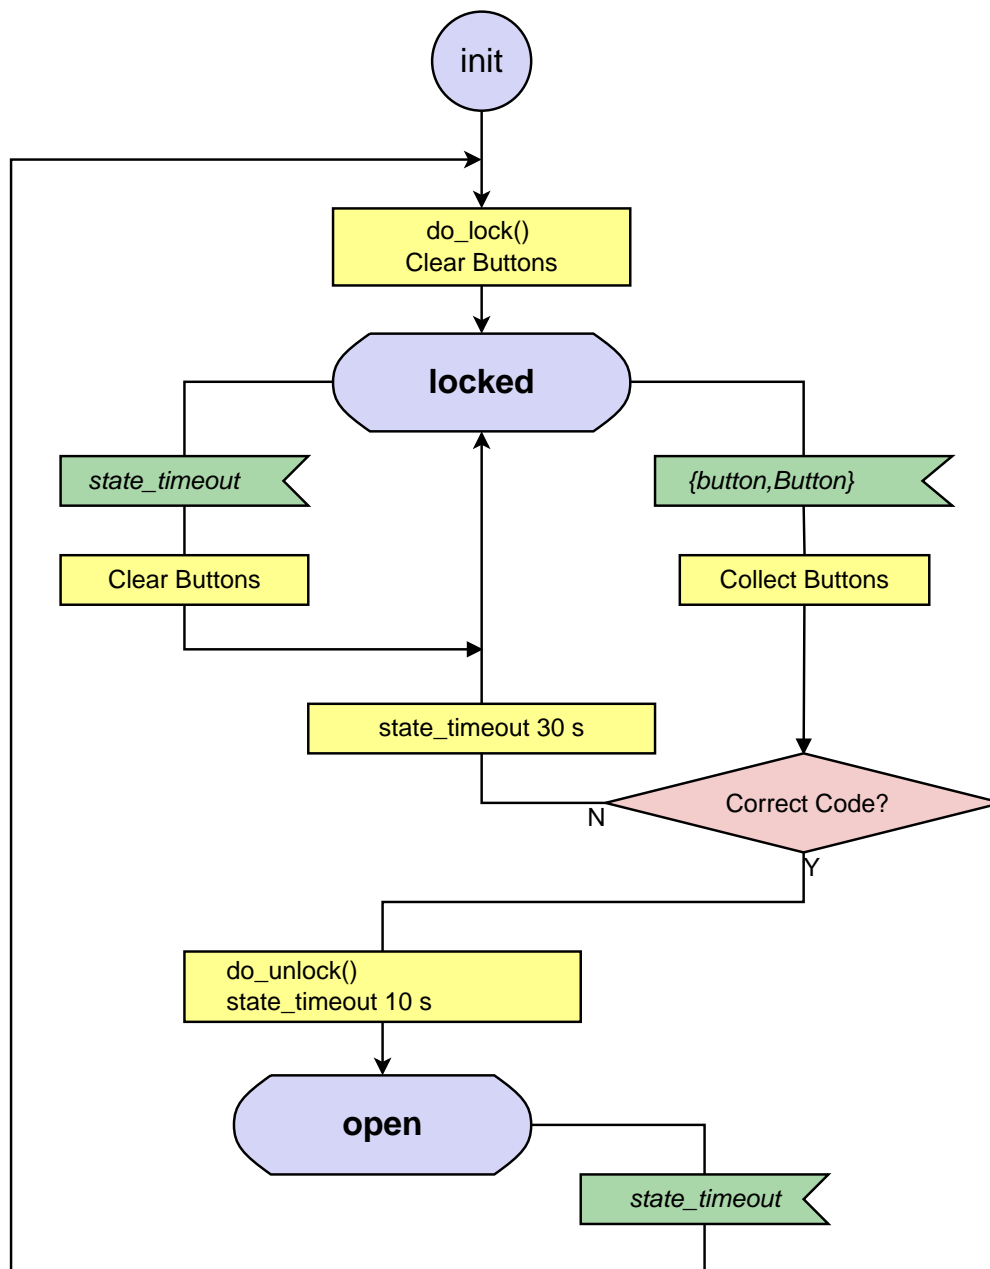 init
do_lock()
Clear Buttons
locked
state_timeout
{button,Button}
Clear Buttons
Collect Buttons
state_timeout 30 s
Correct Code?
N
Y
do_unlock()
state_timeout 10 s
open
state_timeout